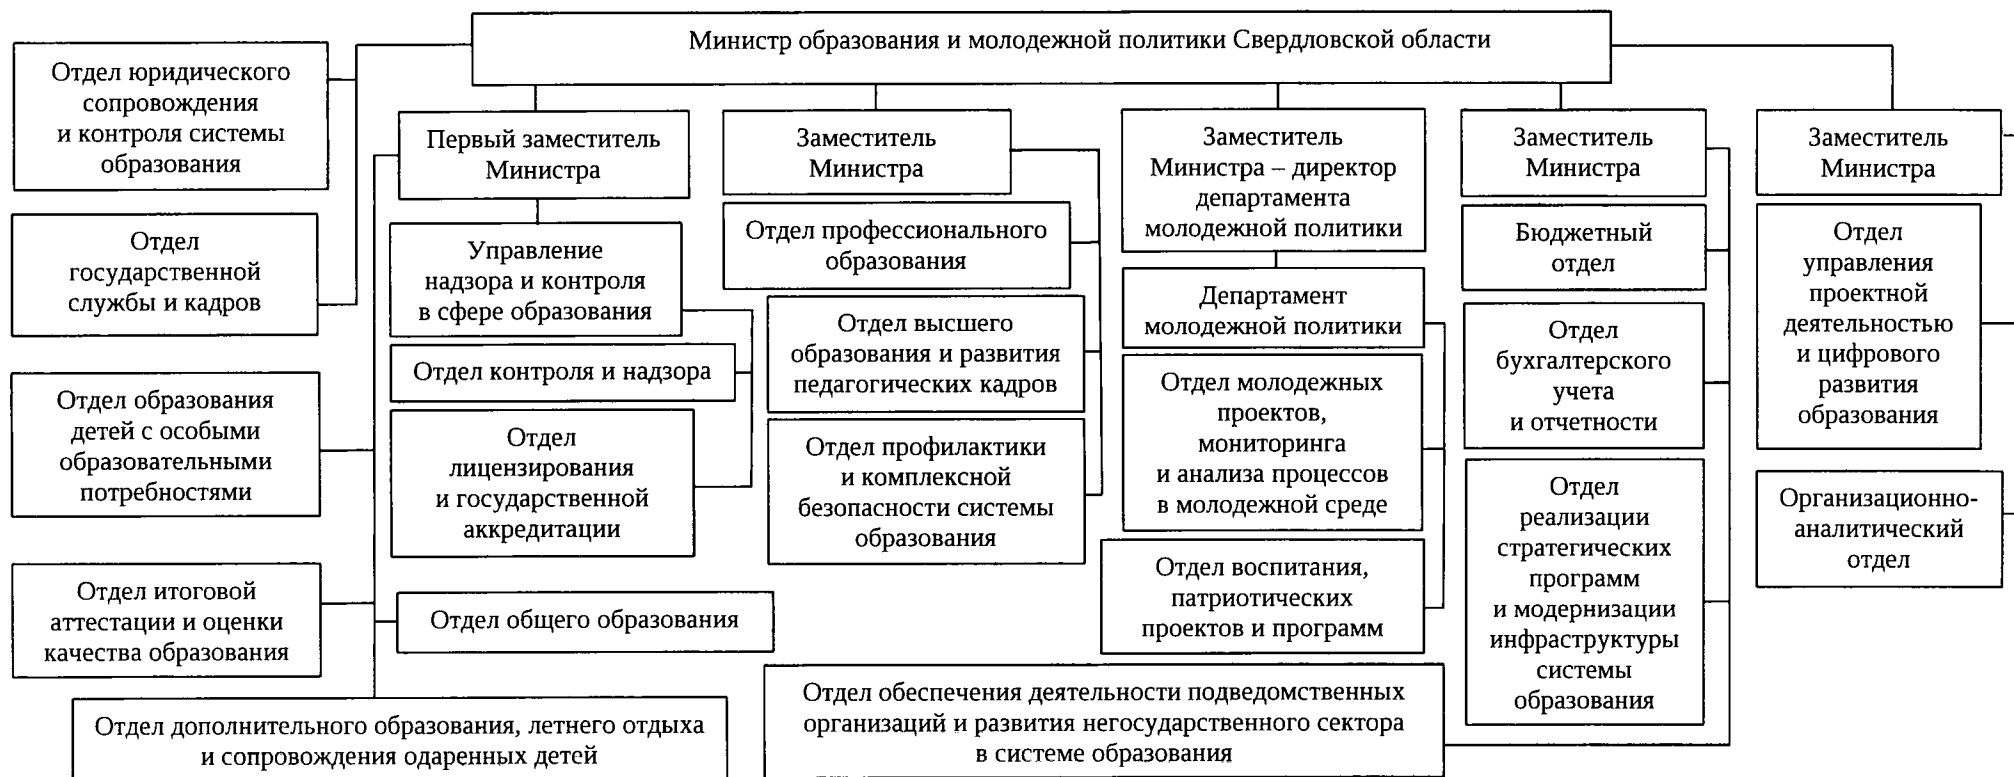 Министр образования и молодежной политики Свердловской области
Отдел юридического
сопровождения
и контроля системы
образования
Отдел
государственной
службы и кадров
Первый заместитель
Министра
Управление
надзора и контроля
в сфере образования
Отдел контроля и надзора
Отдел
лицензирования
и государственной
аккредитации
Отдел образования
детей с особыми
образовательными
потребностями
Отдел итоговой
аттестации и оценки
качества образования
Отдел общего образования
Отдел дополнительного образования, летнего отдыха
и сопровождения одаренных детей
Заместитель
Министра
Отдел профессионального
образования
Отдел высшего
образования и развития
педагогических кадров
Отдел профилактики
и комплексной
безопасности системы
образования
Заместитель
Министра – директор
департамента
молодежной политики
Департамент
молодежной политики
Отдел молодежных
проектов,
мониторинга
и анализа процессов
в молодежной среде
Отдел воспитания,
патриотических
проектов и программ
Заместитель
Министра
Бюджетный
отдел
Отдел
бухгалтерского
учета
и отчетности
Отдел
реализации
стратегических
программ
и модернизации
инфраструктуры
системы
образования
Отдел обеспечения деятельности подведомственных
организаций и развития негосударственного сектора
в системе образования
Заместитель
Министра
Отдел
управления
проектной
деятельностью
и цифрового
развития
образования
Организационно-
аналитический
отдел